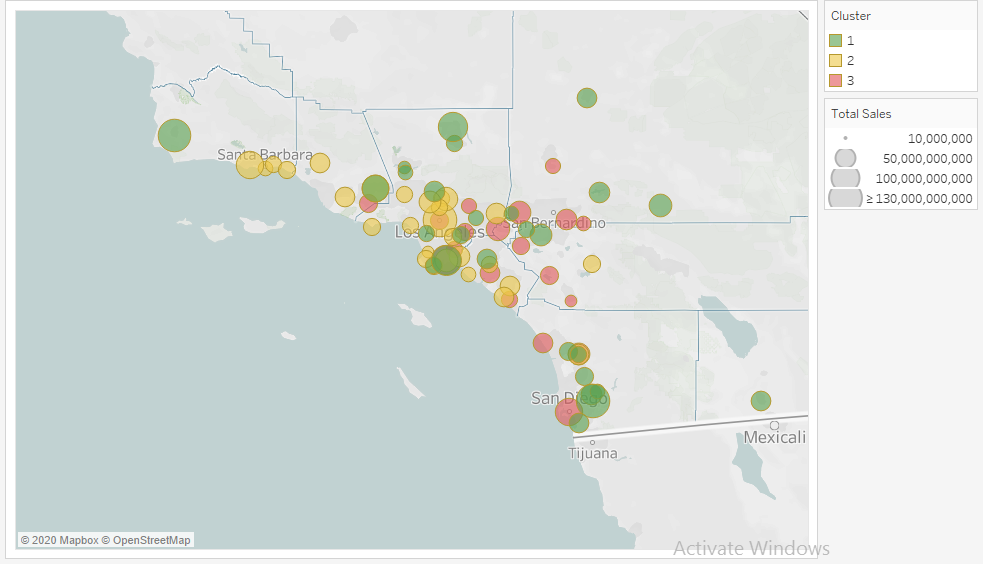 Cluster
1
2
3
Total Sales
10,000,000
50,000,000,000
100,000,000,000
≥ 130,000,000,000
Santa Barbara
San Bernardino
Los Angeles
San Diego
Mexicali
Tijuana
© 2020 Mapbox © OpenStreetMap
Activate Windows